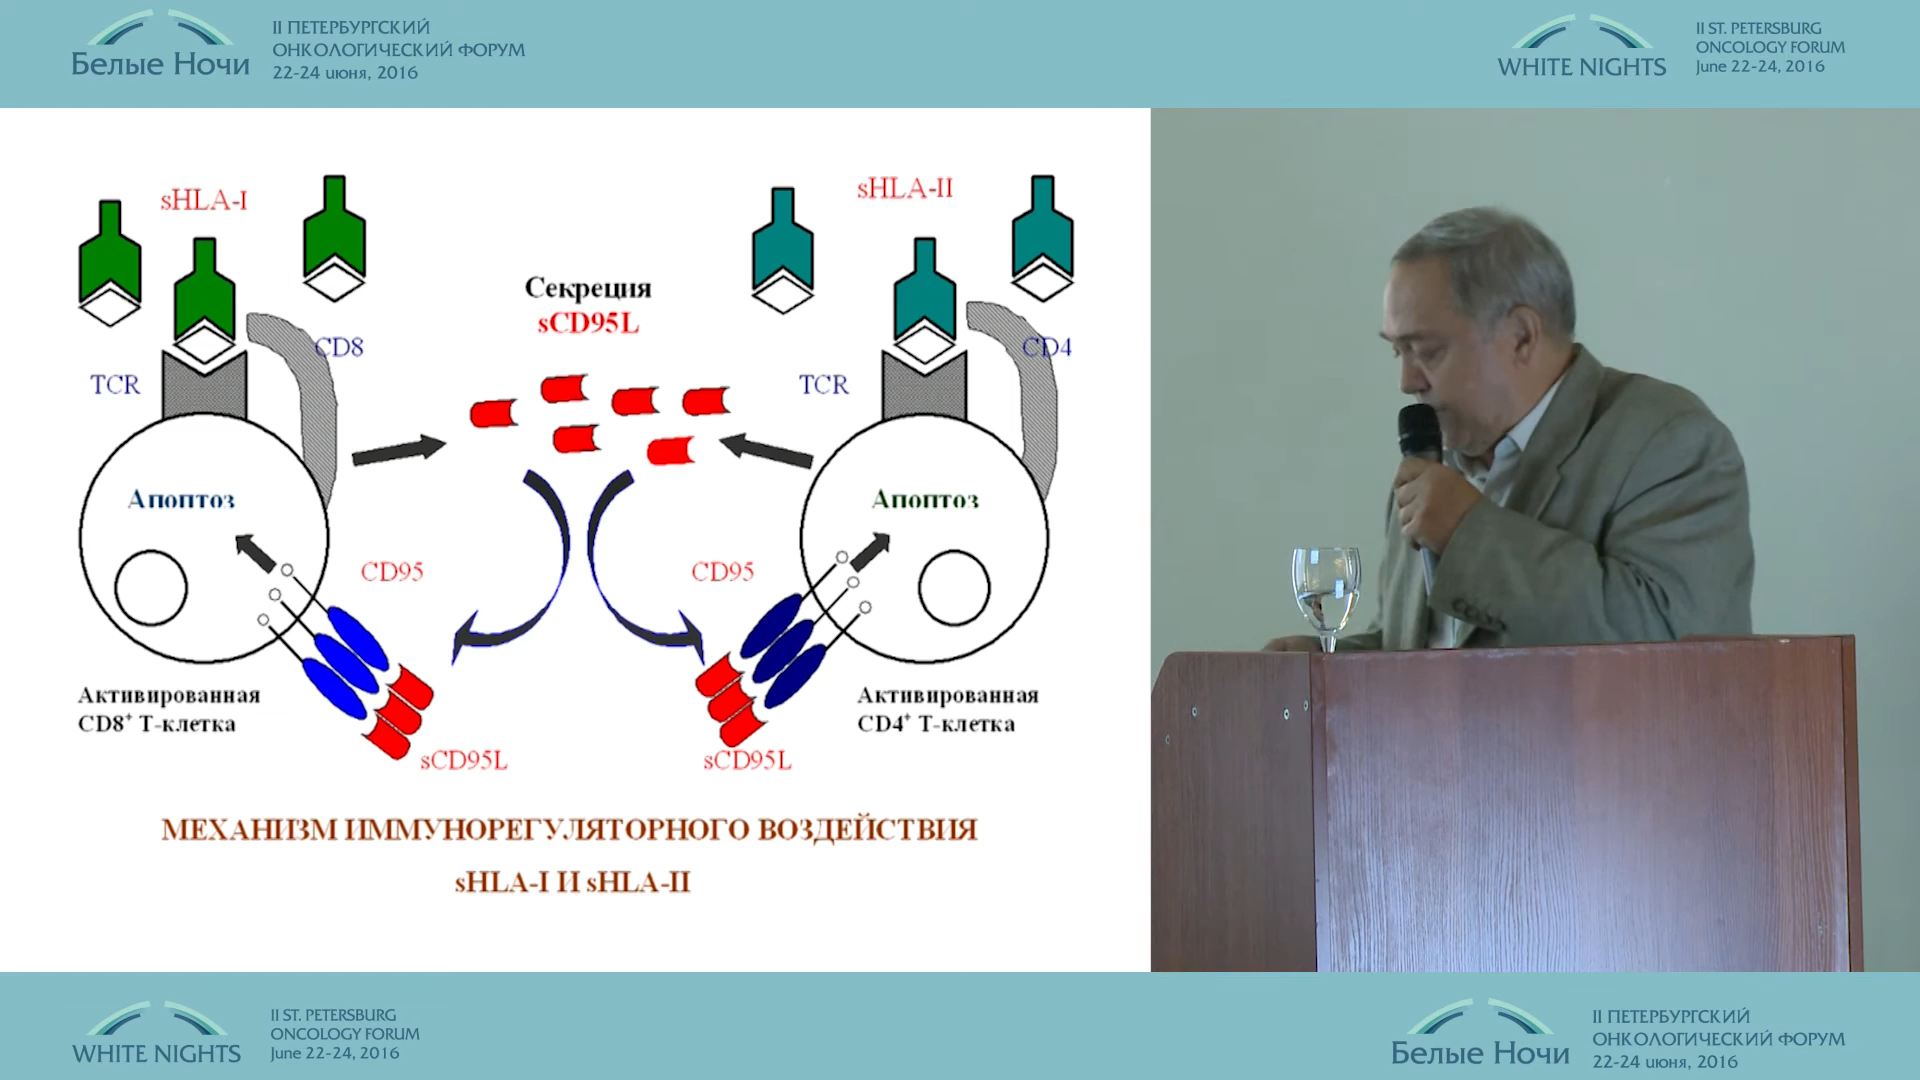 Белые Ночи
II ПЕТЕРБУРГСКИЙ
ОНКОЛОГИЧЕСКИЙ ФОРУМ
22-24 июня, 2016
WHITE NIGHTS
II ST. PETERSBURG
ONCOLOGY FORUM
June 22-24, 2016
sHLA-I
sHLA-II
Секреция
sCD95L
CD8
TCR
TCR
CD4
Апоптоз
Апоптоз
CD95
CD95
Активированная
CD8⁺ Т-клетка
sCD95L
sCD95L
Активированная
CD4⁺ Т-клетка
МЕХАНИЗМ ИММУНОРЕГУЛЯТОРНОГО ВОЗДЕЙСТВИЯ
sHLA-I И sHLA-II
WHITE NIGHTS
II ST. PETERSBURG
ONCOLOGY FORUM
June 22-24, 2016
Белые Ночи
II ПЕТЕРБУРГСКИЙ
ОНКОЛОГИЧЕСКИЙ ФОРУМ
22-24 июня, 2016